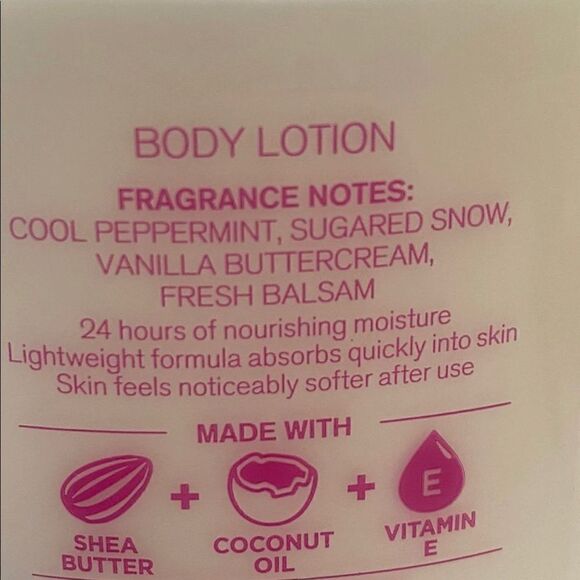 BODY LOTION
FRAGRANCE NOTES:
COOL PEPPERMINT, SUGARED SNOW,
VANILLA BUTTERCREAM,
FRESH BALSAM
24 hours of nourishing moisture
Lightweight formula absorbs quickly into skin
Skin feels noticeably softer after use
MADE WITH
+ + E
SHEA BUTTER
COCONUT OIL
VITAMIN E